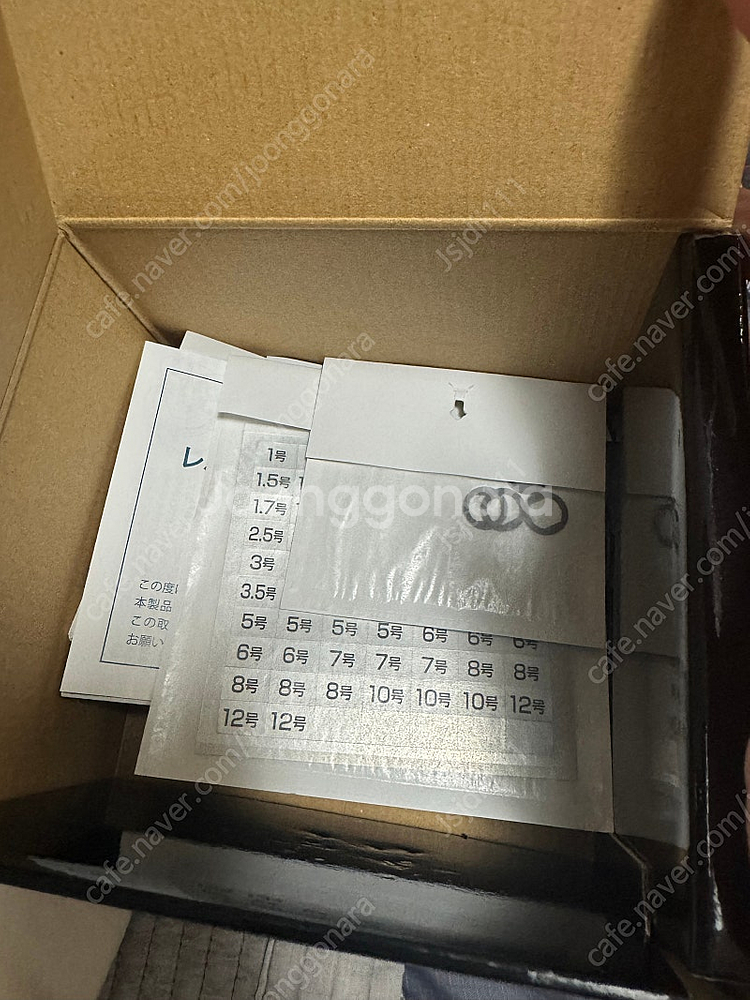 レ
この度
本製品
この取
お願い
1号
1.5号
1.7号
2.5号
3号
3.5号
5号 5号 5号 5号 6号 6号 6号
6号 6号 7号 7号 7号 8号 8号
8号 8号 8号 10号 10号 10号 12号
12号 12号
Joonggonara
Jsjdi1111
cafe.naver.com/joonggonara